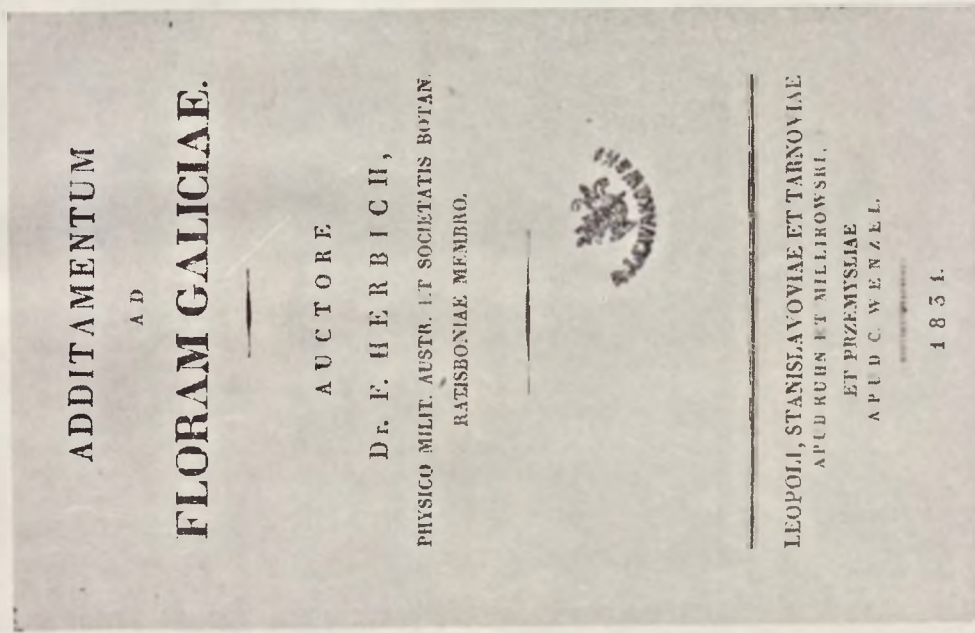 ADDITAMENTUM
AD
FLORAM GALICIAE.
AUCTORE
Dr. F. HERBICH,
PHYSICO MILIT. AUSTR. ET SOCIETATIS BOTAN.
RATISBONIAE MEMBRO.
LEOPOLI, STANISLAVOVIAE ET TARNOVIAE
APUD KUHN ET MILLIKOWSKI,
ET PRZEMYSLIAE
APUD C. WENZEL.
1831.